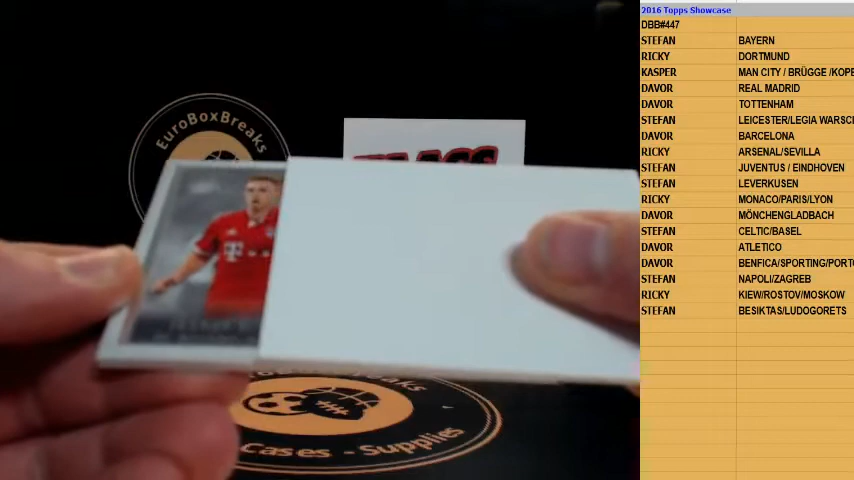 2016 Topps Showcase
DBB#447
STEFAN BAYERN
RICKY DORTMUND
KASPER MAN CITY / BRÜGGE /KOPE
DAVOR REAL MADRID
DAVOR TOTTENHAM
STEFAN LEICESTER/LEGIA WARSC
DAVOR BARCELONA
RICKY ARSENAL/SEVILLA
STEFAN JUVENTUS / EINDHOVEN
STEFAN LEVERKUSEN
RICKY MONACO/PARIS/LYON
DAVOR MÖNCHENGLADBACH
STEFAN CELTIC/BASEL
DAVOR ATLETICO
DAVOR BENFICA/SPORTING/PORT
STEFAN NAPOLI/ZAGREB
RICKY KIEW/ROSTOV/MOSKOW
STEFAN BESIKTAS/LUDOGORETS
EuroBoxBreaks
T
EuroBoxBreaks
Cases - Supplies